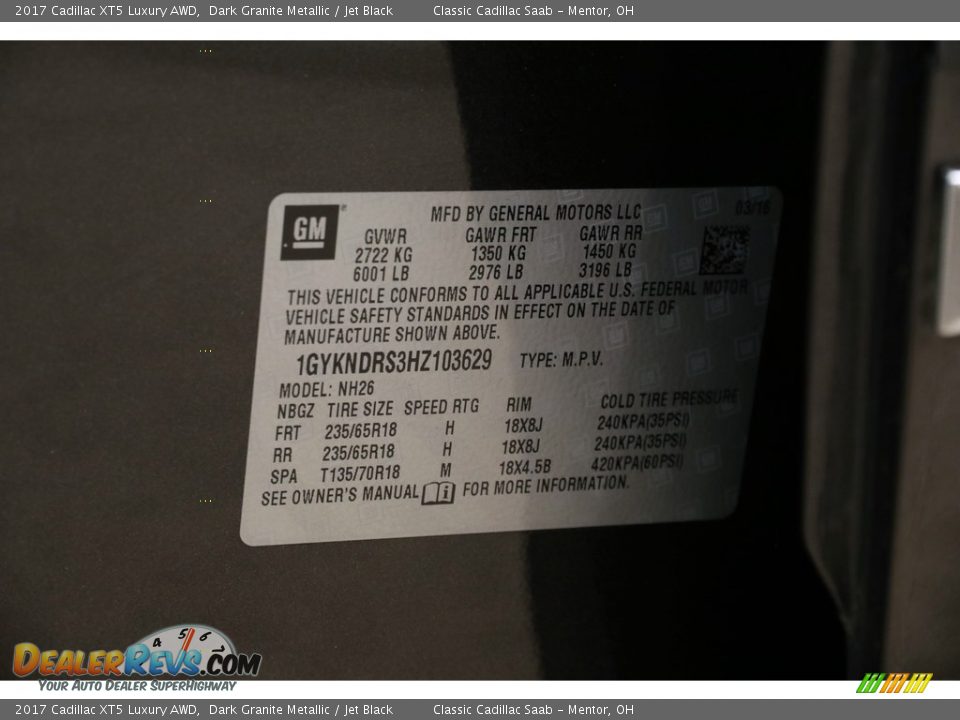 2017 Cadillac XT5 Luxury AWD, Dark Granite Metallic / Jet Black Classic Cadillac Saab – Mentor, OH
GM®
MFD BY GENERAL MOTORS LLC 03/16
GVWR GAWR FRT GAWR RR
2722 KG 1350 KG 1450 KG
6001 LB 2976 LB 3196 LB
THIS VEHICLE CONFORMS TO ALL APPLICABLE U.S. FEDERAL MOTOR
VEHICLE SAFETY STANDARDS IN EFFECT ON THE DATE OF
MANUFACTURE SHOWN ABOVE.
1GYKNDRS3HZ103629 TYPE: M.P.V.
MODEL: NH26
NBGZ TIRE SIZE SPEED RTG RIM COLD TIRE PRESSURE
FRT 235/65R18 H 18X8J 240KPA(35PSI)
RR 235/65R18 H 18X8J 240KPA(35PSI)
SPA T135/70R18 M 18X4.5B 420KPA(60PSI)
SEE OWNER'S MANUAL i FOR MORE INFORMATION.
4 5 6
DEALERREVS.COM
YOUR AUTO DEALER SUPERHIGHWAY
2017 Cadillac XT5 Luxury AWD, Dark Granite Metallic / Jet Black Classic Cadillac Saab – Mentor, OH